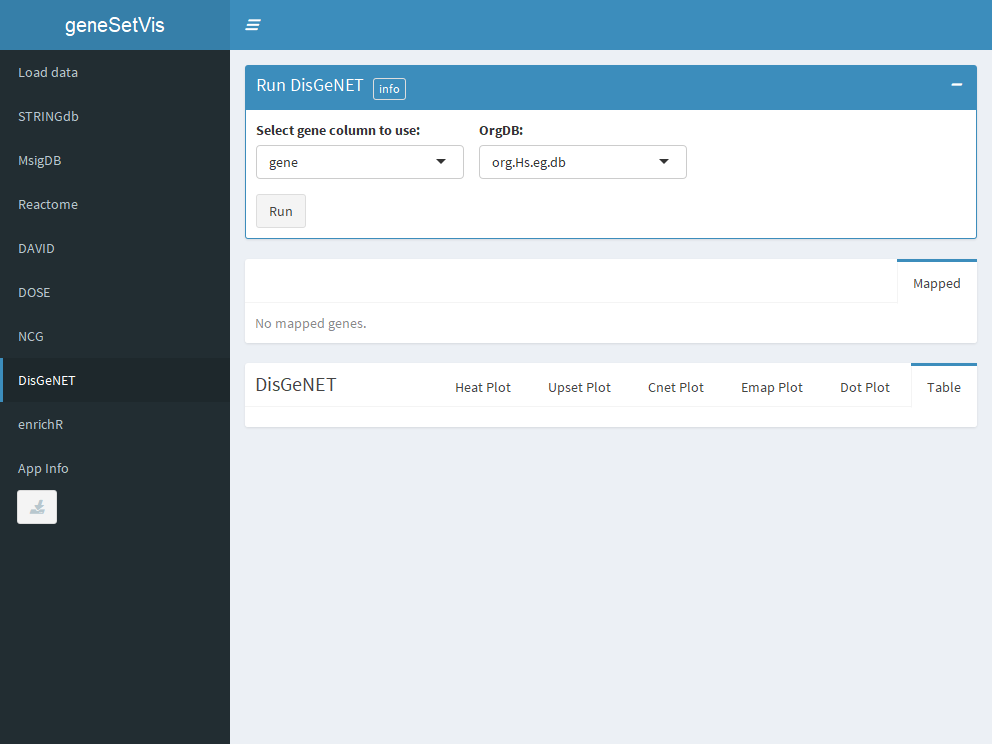 geneSetVis
Load data
STRINGdb
MsigDB
Reactome
DAVID
DOSE
NCG
DisGeNET
enrichR
App Info
Run DisGeNET info
Select gene column to use: OrgDB:
gene org.Hs.eg.db
Run
Mapped
No mapped genes.
DisGeNET Heat Plot Upset Plot Cnet Plot Emap Plot Dot Plot Table